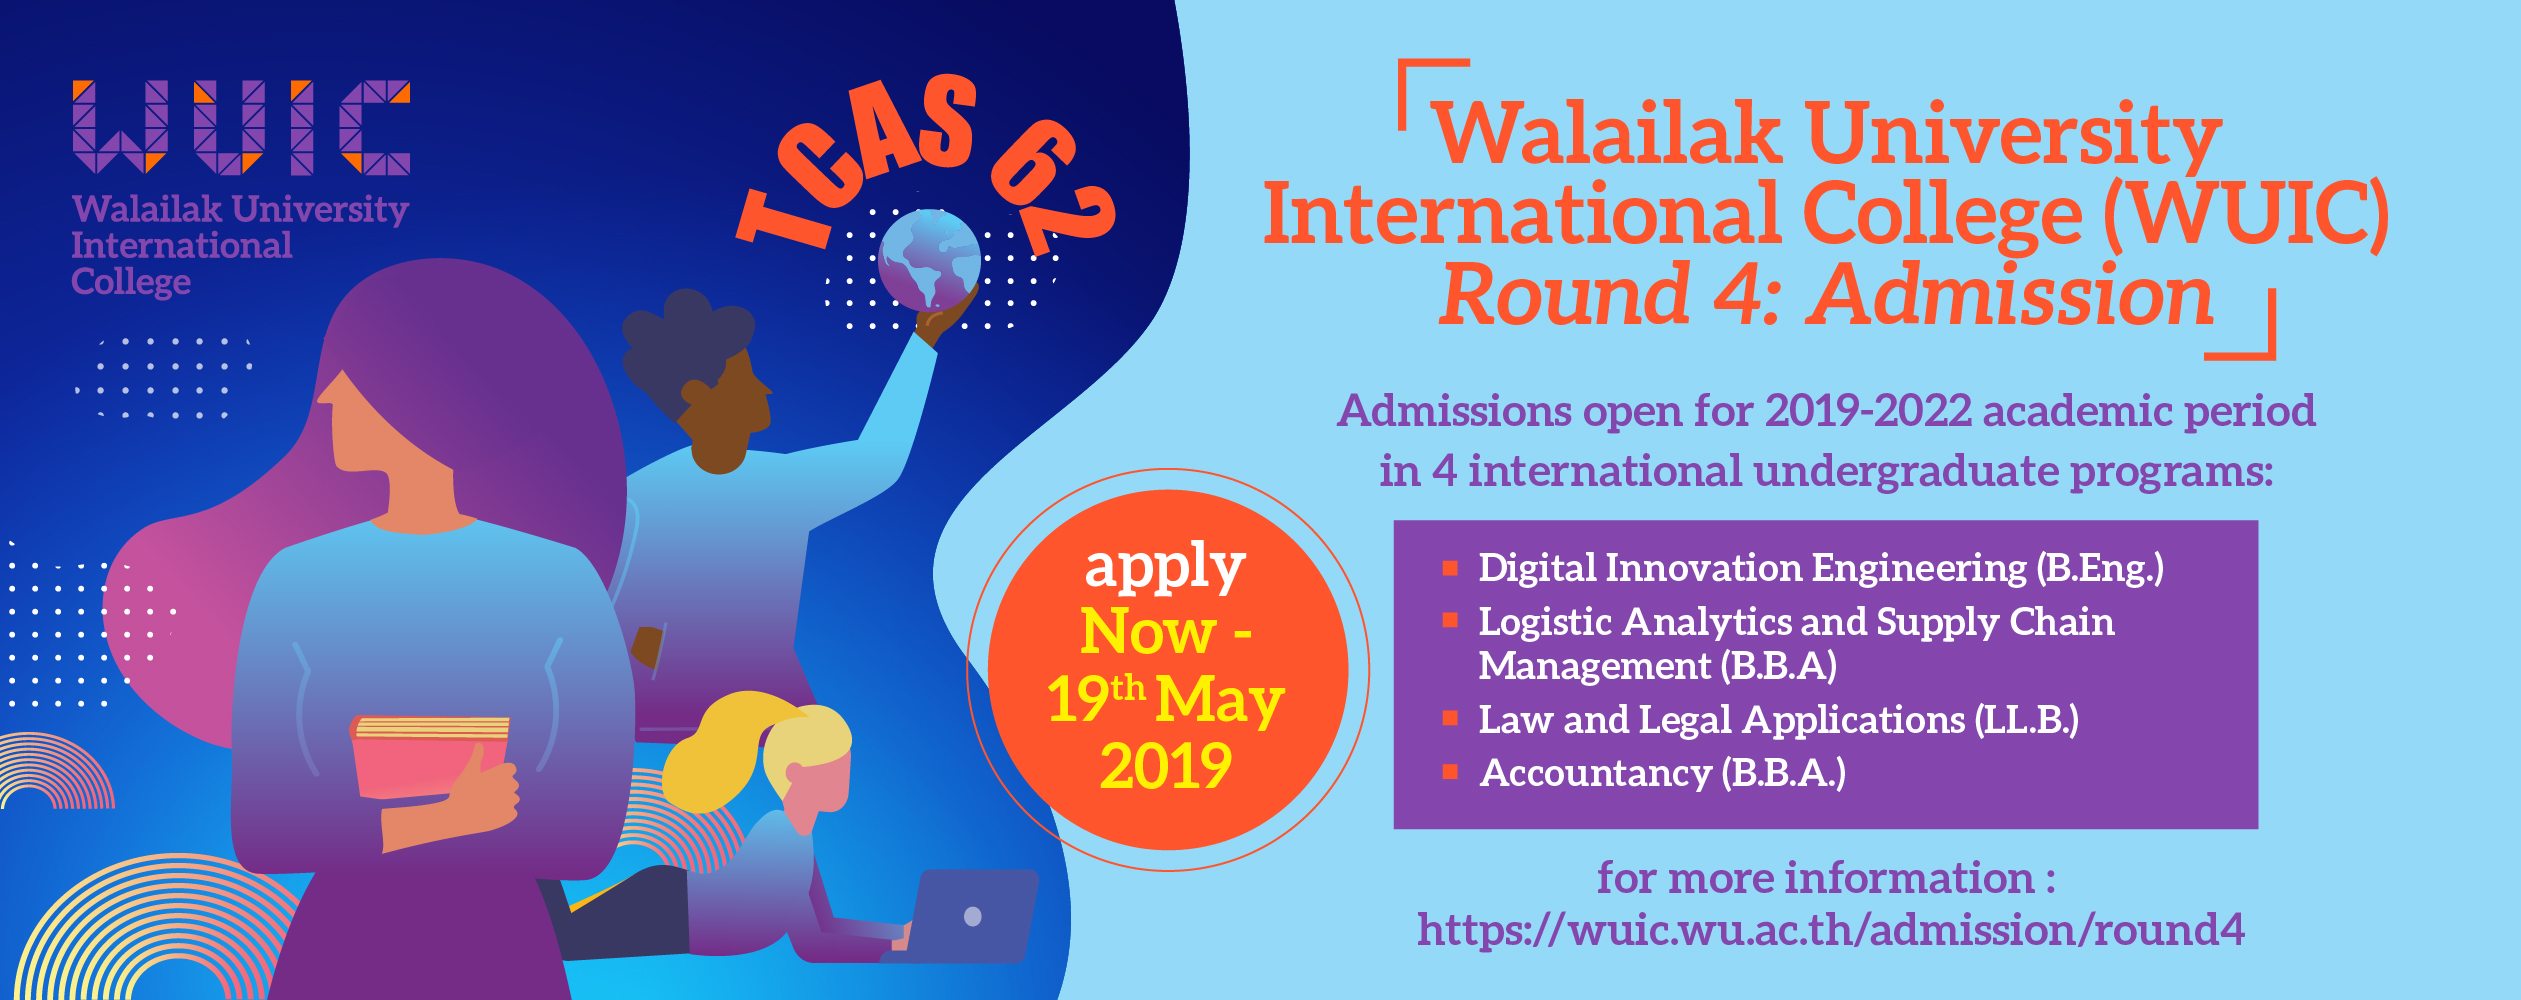 WUIC
Walailak University
International
College
TCAS 62
Walailak University
International College (WUIC)
Round 4: Admission
Admissions open for 2019-2022 academic period
in 4 international undergraduate programs:
apply
Now -
19th May
2019
Digital Innovation Engineering (B.Eng.)
Logistic Analytics and Supply Chain
Management (B.B.A)
Law and Legal Applications (LL.B.)
Accountancy (B.B.A.)
for more information :
https://wuic.wu.ac.th/admission/round4